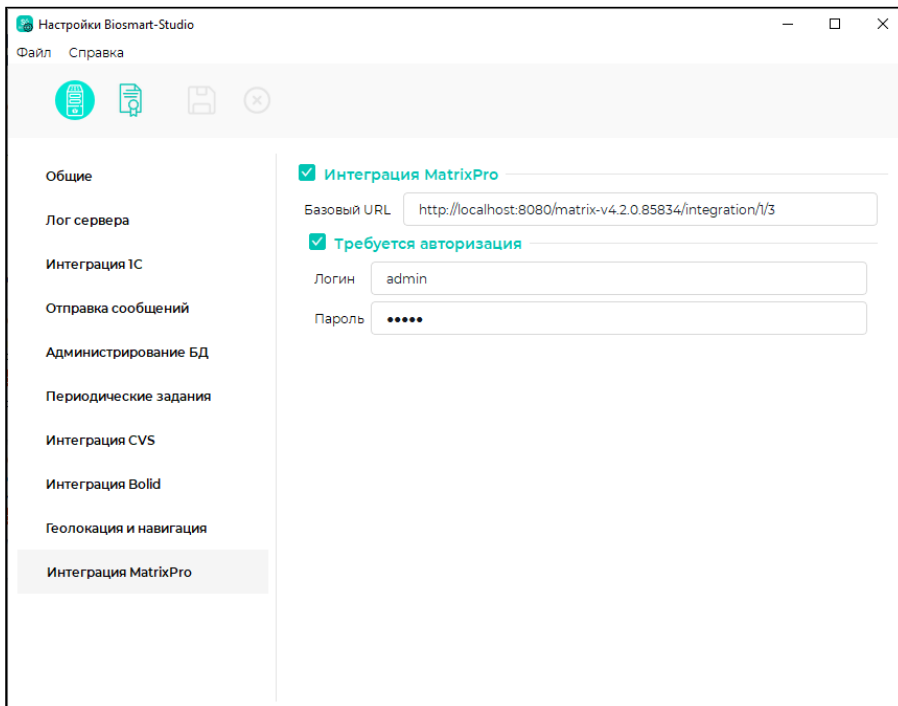 Настройки Biosmart-Studio
Файл Справка
Общие
Лог сервера
Интеграция 1С
Отправка сообщений
Администрирование БД
Периодические задания
Интеграция CVS
Интеграция Bolid
Геолокация и навигация
Интеграция MatrixPro
Интеграция MatrixPro
Базовый URL http://localhost:8080/matrix-v4.2.0.85834/integration/1/3
Требуется авторизация
Логин admin
Пароль •••••